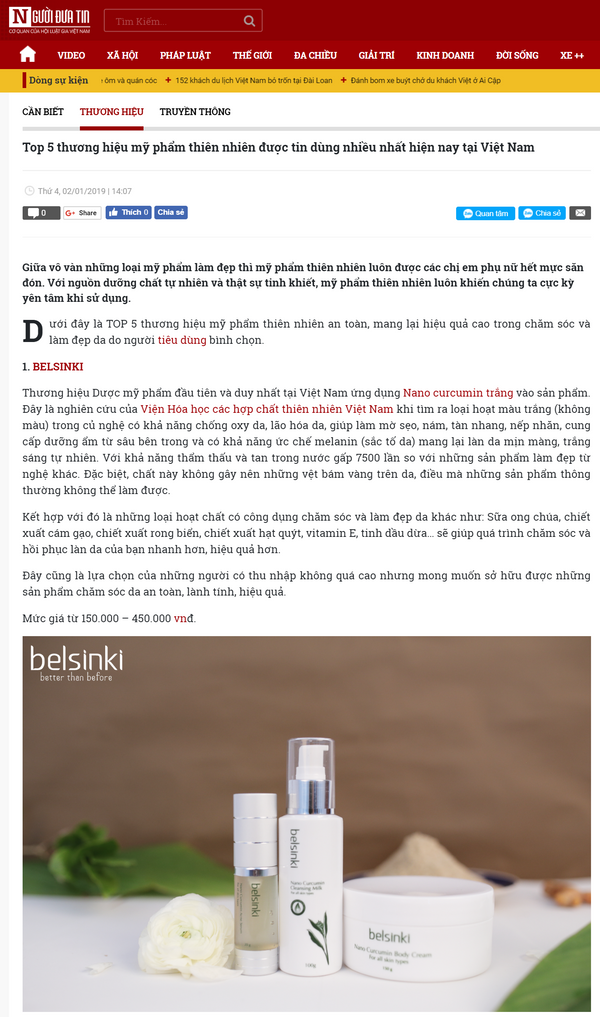 NGƯỜI ĐƯA TIN
CƠ QUAN CỦA HỘI LUẬT GIA VIỆT NAM
Tìm Kiếm...
VIDEO XÃ HỘI PHÁP LUẬT THẾ GIỚI ĐA CHIỀU GIẢI TRÍ KINH DOANH ĐỜI SỐNG XE ++
Dòng sự kiện ôm và quán cóc + 152 khách du lịch Việt Nam bỏ trốn tại Đài Loan + Đánh bom xe buýt chở du khách Việt ở Ai Cập
CẦN BIẾT THƯƠNG HIỆU TRUYỀN THÔNG
Top 5 thương hiệu mỹ phẩm thiên nhiên được tin dùng nhiều nhất hiện nay tại Việt Nam
Thứ 4, 02/01/2019 | 14:07
0 G+ Share Thích 0 Chia sẻ Zalo Quan tâm Zalo Chia sẻ
Giữa vô vàn những loại mỹ phẩm làm đẹp thì mỹ phẩm thiên nhiên luôn được các chị em phụ nữ hết mực săn
đón. Với nguồn dưỡng chất tự nhiên và thật sự tinh khiết, mỹ phẩm thiên nhiên luôn khiến chúng ta cực kỳ
yên tâm khi sử dụng.
Dưới đây là TOP 5 thương hiệu mỹ phẩm thiên nhiên an toàn, mang lại hiệu quả cao trong chăm sóc và
làm đẹp da do người tiêu dùng bình chọn.
1. BELSINKI
Thương hiệu Dược mỹ phẩm đầu tiên và duy nhất tại Việt Nam ứng dụng Nano curcumin trắng vào sản phẩm.
Đây là nghiên cứu của Viện Hóa học các hợp chất thiên nhiên Việt Nam khi tìm ra loại hoạt màu trắng (không
màu) trong củ nghệ có khả năng chống oxy da, lão hóa da, giúp làm mờ sẹo, nám, tàn nhang, nếp nhăn, cung
cấp dưỡng ẩm từ sâu bên trong và có khả năng ức chế melanin (sắc tố da) mang lại làn da mịn màng, trắng
sáng tự nhiên. Với khả năng thẩm thấu và tan trong nước gấp 7500 lần so với những sản phẩm làm đẹp từ
nghệ khác. Đặc biệt, chất này không gây nên những vệt bám vàng trên da, điều mà những sản phẩm thông
thường không thể làm được.
Kết hợp với đó là những loại hoạt chất có công dụng chăm sóc và làm đẹp da khác như: Sữa ong chúa, chiết
xuất cám gạo, chiết xuất rong biển, chiết xuất hạt quýt, vitamin E, tinh dầu dừa... sẽ giúp quá trình chăm sóc và
hồi phục làn da của bạn nhanh hơn, hiệu quả hơn.
Đây cũng là lựa chọn của những người có thu nhập không quá cao nhưng mong muốn sở hữu được những
sản phẩm chăm sóc da an toàn, lành tính, hiệu quả.
Mức giá từ 150.000 – 450.000 vnđ.
belsinki
better than before
belsinki
belsinki
Nano Curcumin
Cleansing Milk
For all skin types
belsinki
Nano Curcumin Body Cream
For all skin types